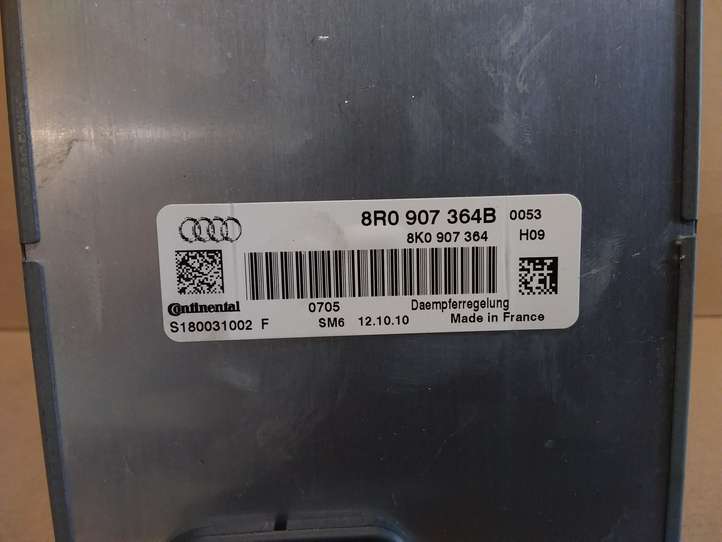 8R0 907 364B 0053
8K0 907 364 H09
Continental 0705 Daempferregelung
S180031002 F SM6 12.10.10 Made in France